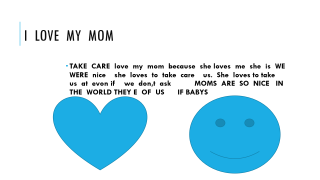 I LOVE MY MOM
TAKE CARE love my mom because she loves me she is WE
WERE nice she loves to take care us. She loves to take
us at even if we don,t ask MOMS ARE SO NICE IN
THE WORLD THEY E OF US IF BABYS